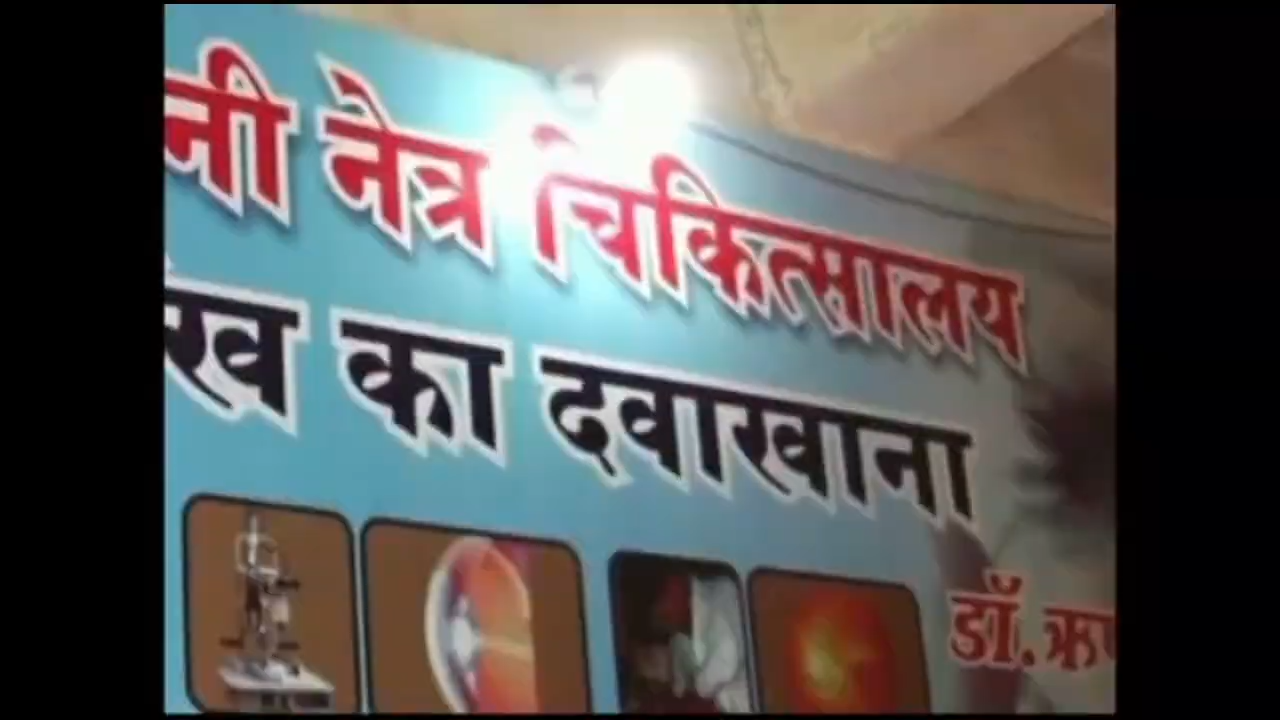 नेत्र चिकित्सालय
का दवाखाना
डॉ.